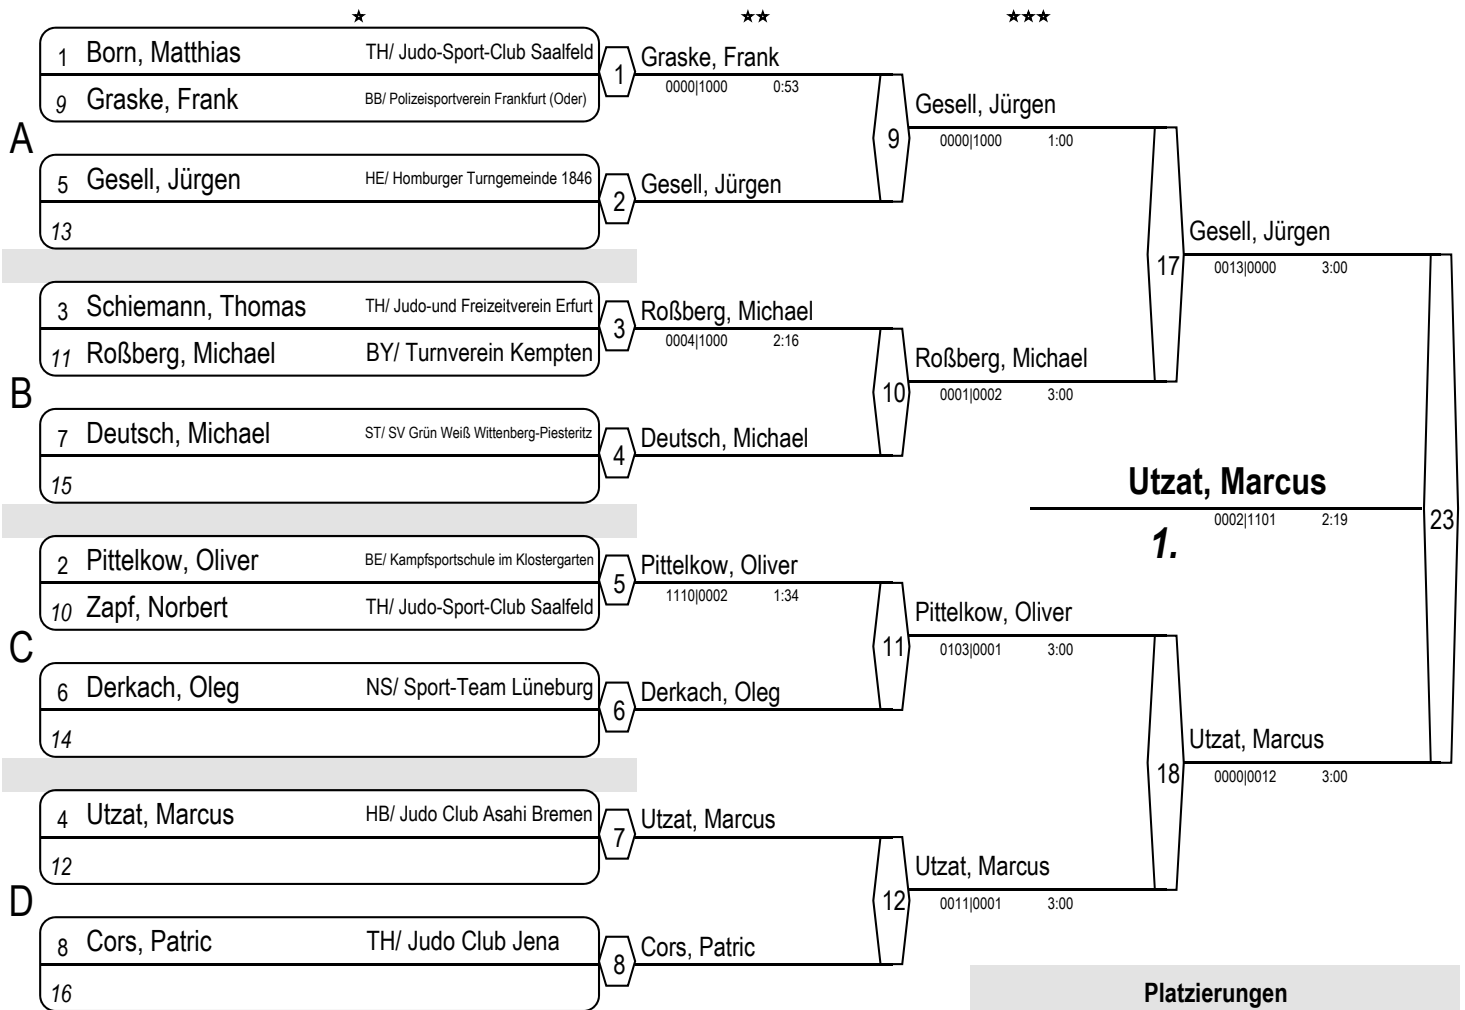 1 Born, Matthias TH/ Judo-Sport-Club Saalfeld
9 Graske, Frank BB/ Polizeisportverein Frankfurt (Oder)
1
Graske, Frank
0000|1000 0:53
A
5 Gesell, Jürgen HE/ Homburger Turngemeinde 1846
13
2
Gesell, Jürgen
9
Gesell, Jürgen
0000|1000 1:00
3 Schiemann, Thomas TH/ Judo-und Freizeitverein Erfurt
11 Roßberg, Michael BY/ Turnverein Kempten
3
Roßberg, Michael
0004|1000 2:16
B
7 Deutsch, Michael ST/ SV Grün Weiß Wittenberg-Piesteritz
15
4
Deutsch, Michael
10
Roßberg, Michael
0001|0002 3:00
17
Gesell, Jürgen
0013|0000 3:00
2 Pittelkow, Oliver BE/ Kampfsportschule im Klostergarten
10 Zapf, Norbert TH/ Judo-Sport-Club Saalfeld
5
Pittelkow, Oliver
1110|0002 1:34
C
6 Derkach, Oleg NS/ Sport-Team Lüneburg
14
6
Derkach, Oleg
11
Pittelkow, Oliver
0103|0001 3:00
4 Utzat, Marcus HB/ Judo Club Asahi Bremen
12
7
Utzat, Marcus
D
8 Cors, Patric TH/ Judo Club Jena
16
8
Cors, Patric
12
Utzat, Marcus
0011|0001 3:00
18
Utzat, Marcus
0000|0012 3:00
23
Utzat, Marcus
0002|1101 2:19
1.
Platzierungen